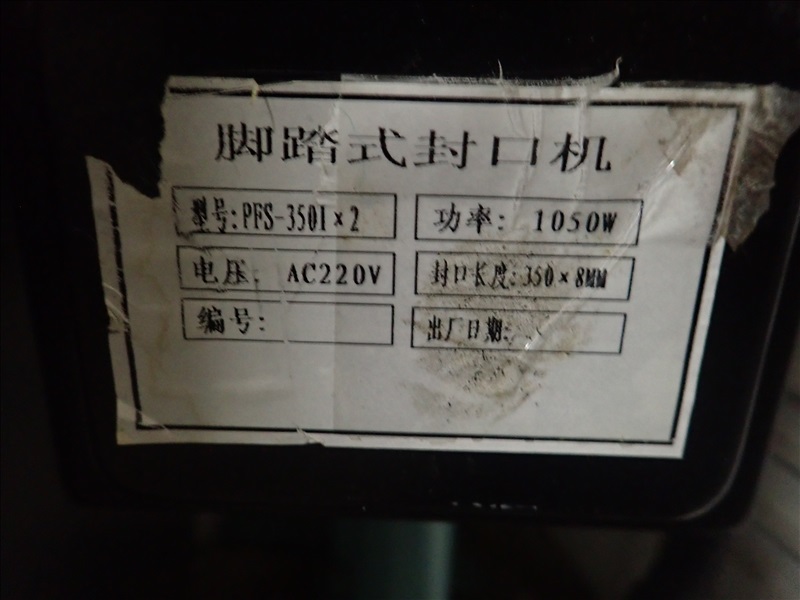 脚踏式封口机
型号:PFS-350I×2 功率: 1050W
电压: AC220V 封口长度:350×8MM
编号: 出厂日期: